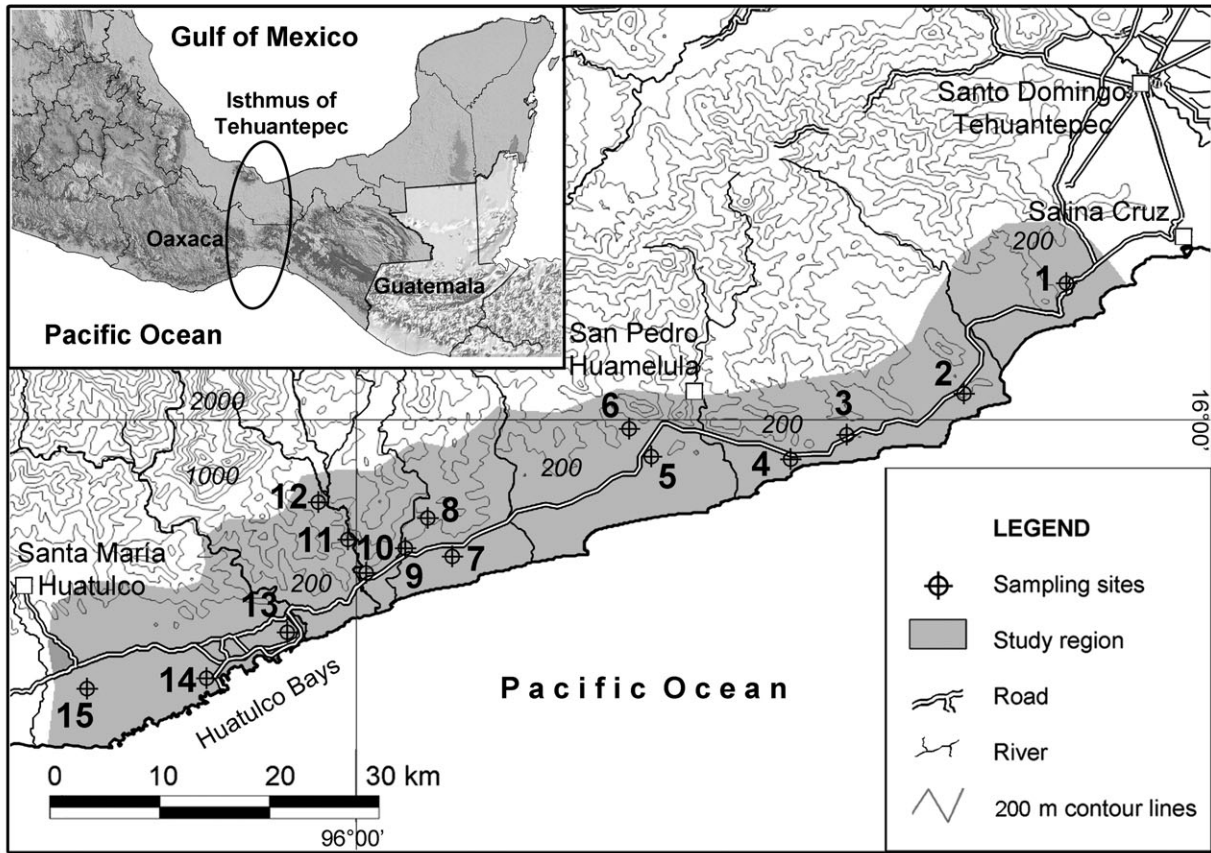 Gulf of Mexico
Isthmus of
Tehuantepec
Oaxaca
Guatemala
Pacific Ocean
Santo Domingo
Tehuantepec
Salina Cruz
200
1
San Pedro
Huamelula
2
2000
6
3
200
16°00'
1000
200
5
4
12
8
11
10
7
Santa María
Huatulco
200
9
13
14
15
Huatulco Bays
Pacific Ocean
0 10 20 30 km
96°00'
LEGEND
Sampling sites
Study region
Road
River
200 m contour lines